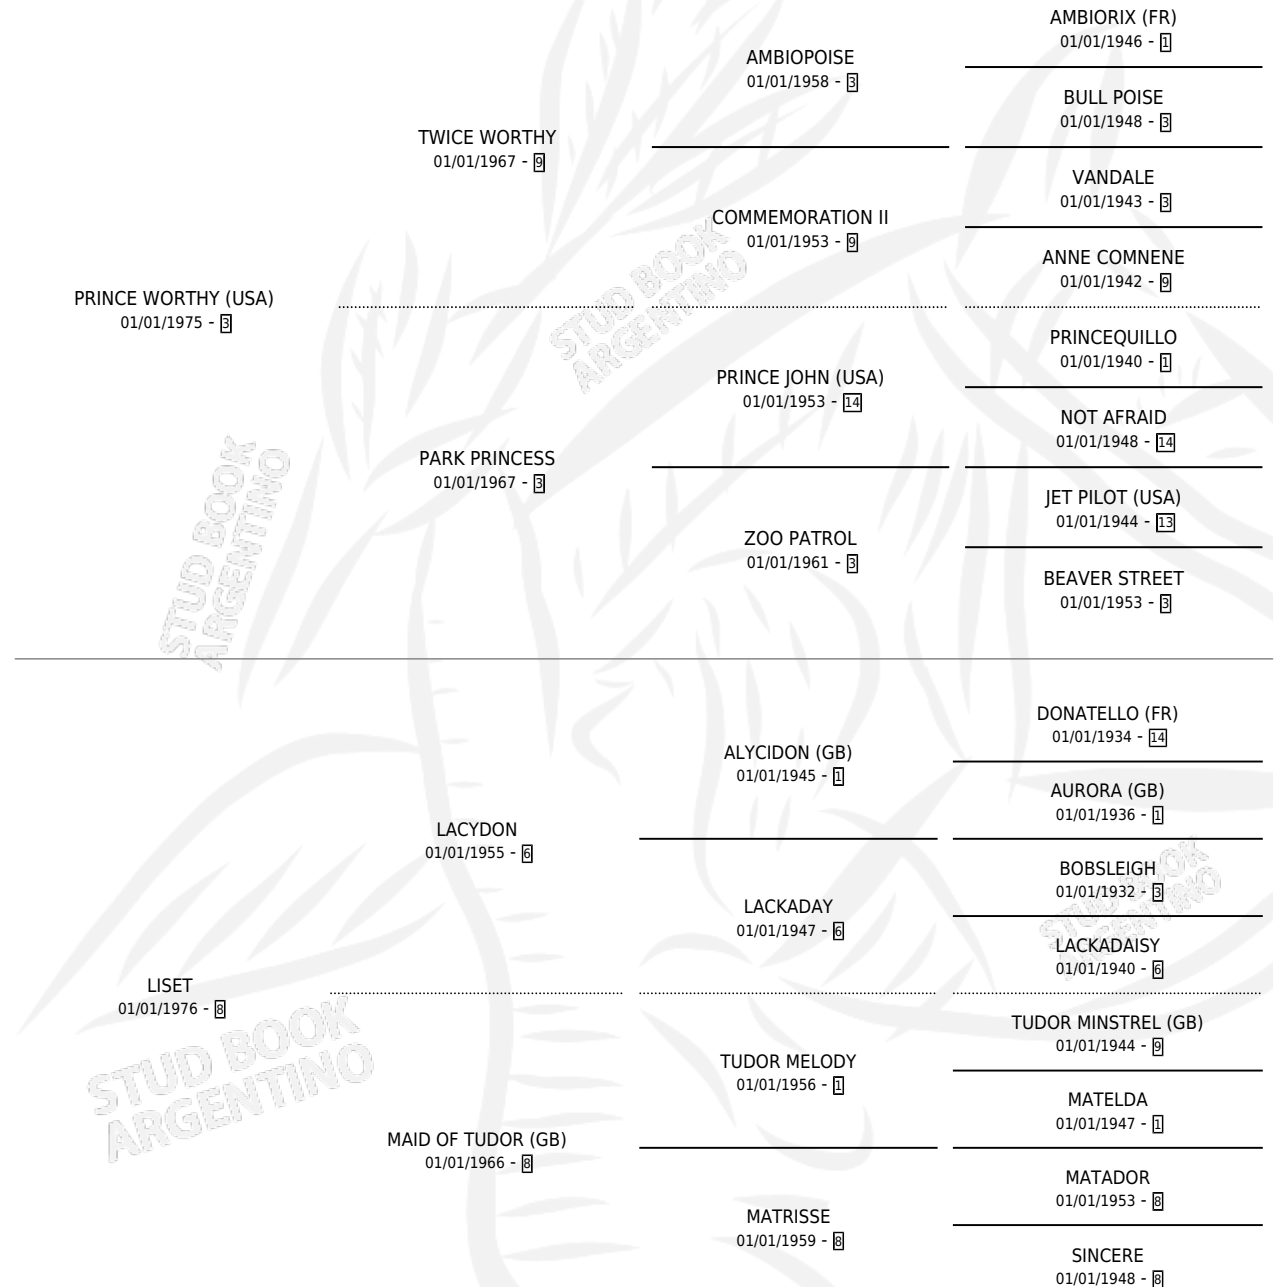 AMBIORIX (FR)
01/01/1946 - 1
AMBIOPOISE
01/01/1958 - 3
BULL POISE
01/01/1948 - 3
TWICE WORTHY
01/01/1967 - 9
VANDALE
01/01/1943 - 3
COMMEMORATION II
01/01/1953 - 9
ANNE COMNENE
01/01/1942 - 9
PRINCE WORTHY (USA)
01/01/1975 - 3
PRINCEQUILLO
01/01/1940 - 1
PRINCE JOHN (USA)
01/01/1953 - 14
NOT AFRAID
01/01/1948 - 14
PARK PRINCESS
01/01/1967 - 3
JET PILOT (USA)
01/01/1944 - 13
ZOO PATROL
01/01/1961 - 3
BEAVER STREET
01/01/1953 - 3
STUD BOOK
ARGENTINO
STUD BOOK
ARGENTINO
DONATELLO (FR)
01/01/1934 - 14
ALYCIDON (GB)
01/01/1945 - 1
AURORA (GB)
01/01/1936 - 1
LACYDON
01/01/1955 - 6
BOBSLEIGH
01/01/1932 - 3
LACKADAY
01/01/1947 - 6
LACKADAISY
01/01/1940 - 6
LISET
01/01/1976 - 8
TUDOR MINSTREL (GB)
01/01/1944 - 9
TUDOR MELODY
01/01/1956 - 1
MATELDA
01/01/1947 - 1
MAID OF TUDOR (GB)
01/01/1966 - 8
MATADOR
01/01/1953 - 8
MATRISSE
01/01/1959 - 8
SINCERE
01/01/1948 - 8
STUD BOOK
ARGENTINO
STUD BOOK
ARGENTINO